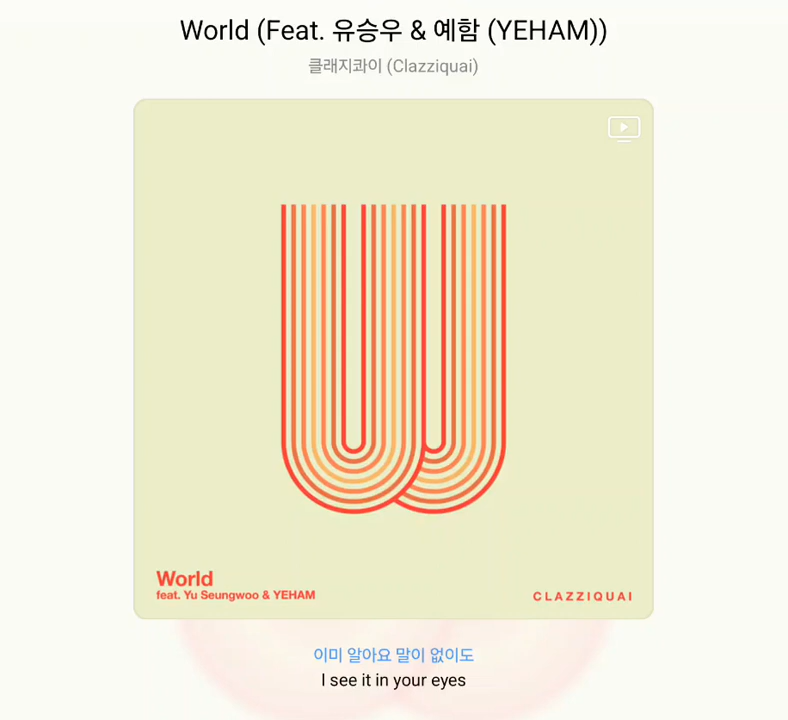 World (Feat. 유승우 & 예함 (YEHAM))
클래지콰이 (Clazziquai)
World
feat. Yu Seungwoo & YEHAM
CLAZZIQUAI
이미 알아요 말이 없이도
I see it in your eyes